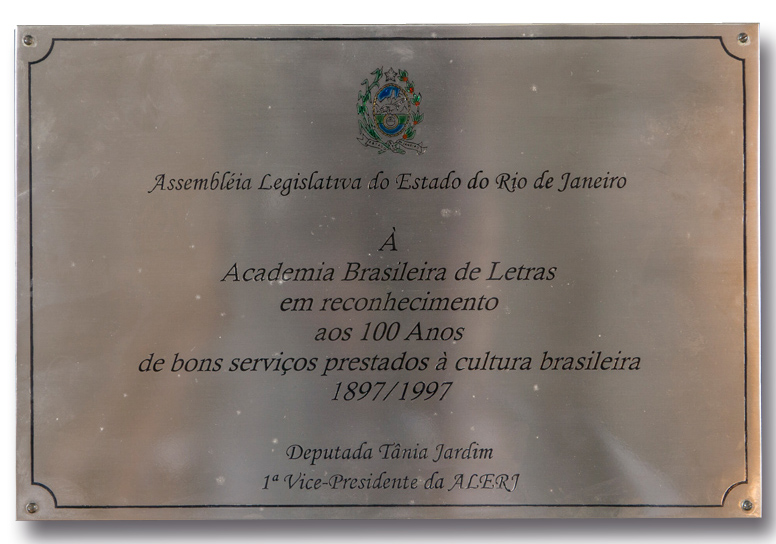 Assembléia Legislativa do Estado do Rio de Janeiro
À
Academia Brasileira de Letras
em reconhecimento
aos 100 Anos
de bons serviços prestados à cultura brasileira
1897/1997
Deputada Tânia Jardim
1ª Vice-Presidente da ALERJ